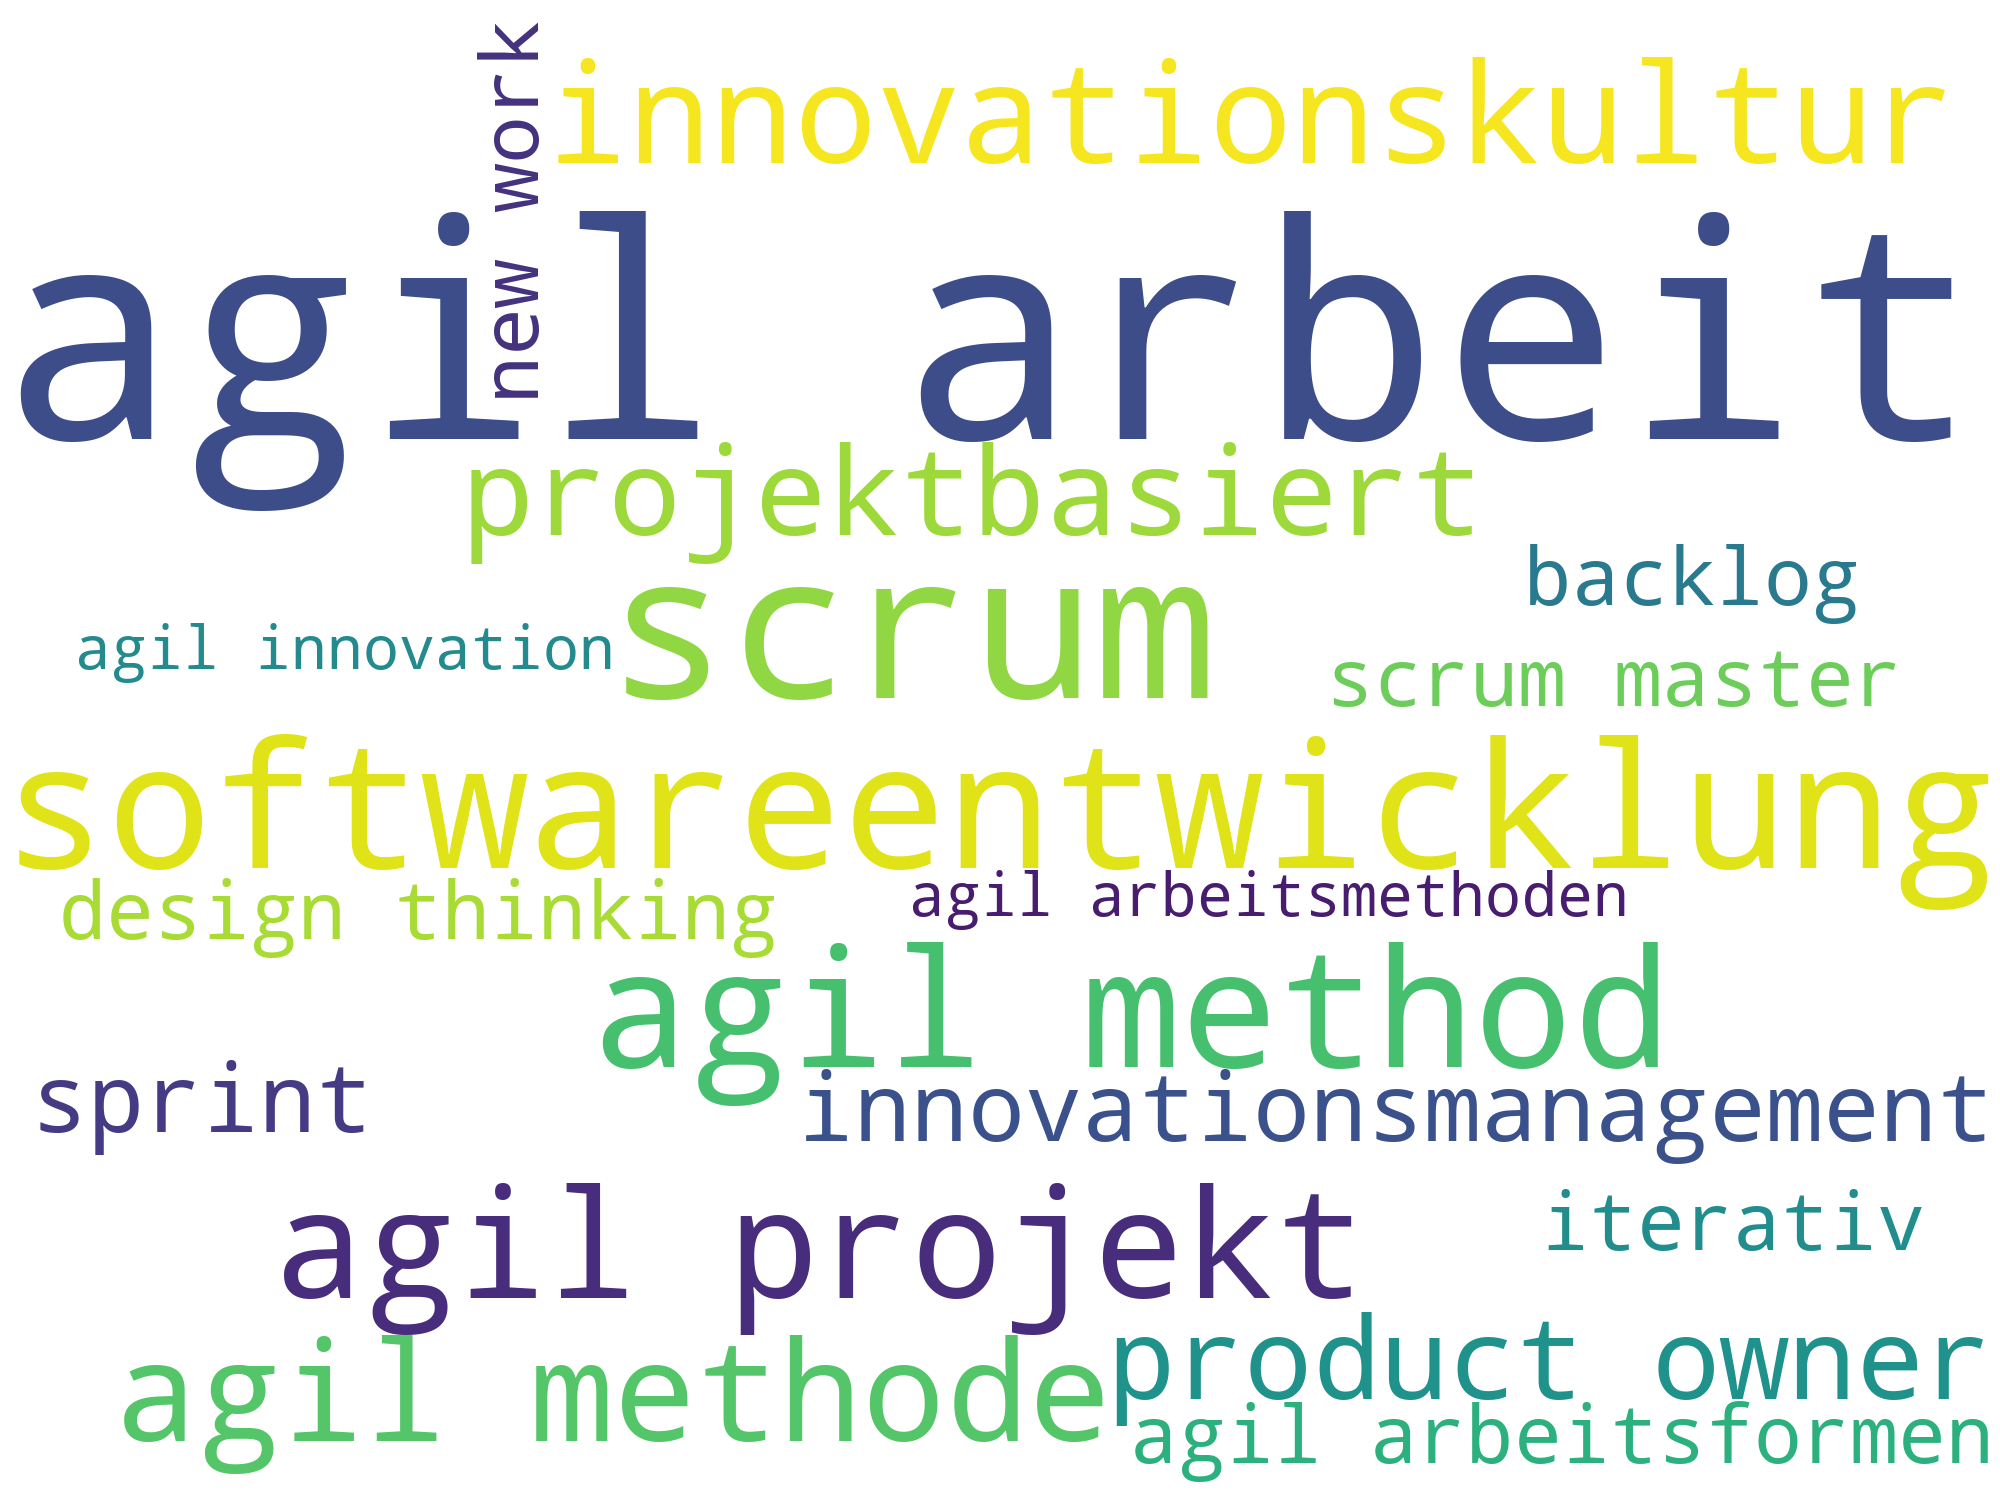 new work
innovationskultur
agil arbeit
projektbasiert
backlog
scrum
agil innovation
scrum master
softwareentwicklung
design thinking
agil arbeitsmethoden
agil method
sprint
innovationsmanagement
agil projekt
iterativ
product owner
agil methode
agil arbeitsformen